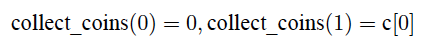 collect_coins(0) = 0, collect_coins(1) = c[0]